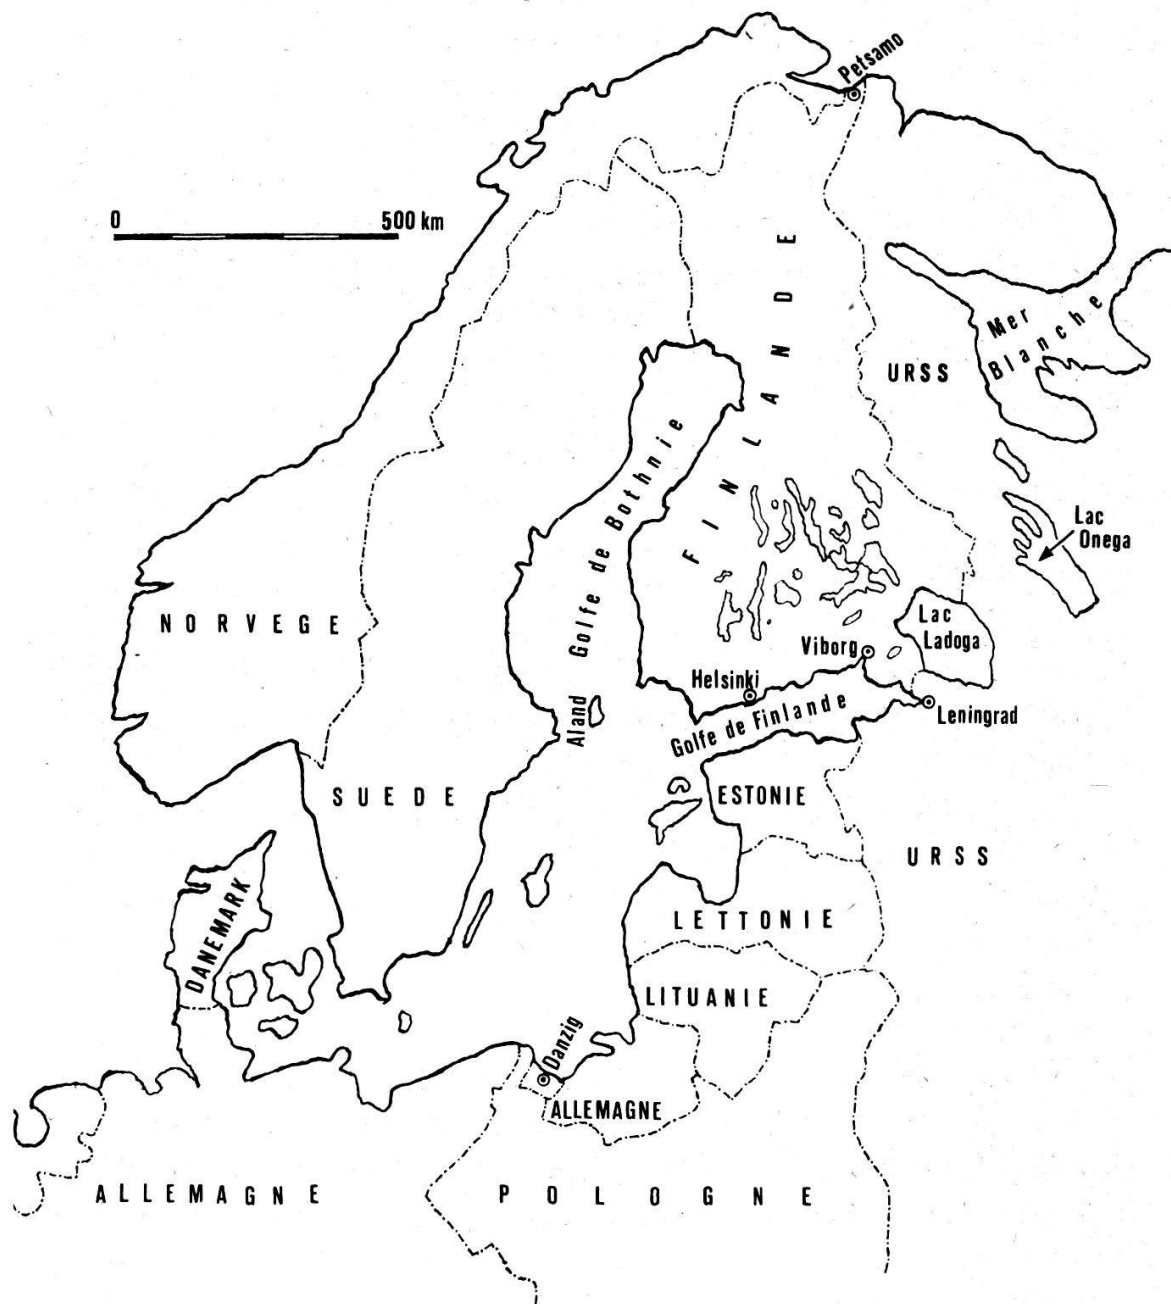 Petsamo
0 500 km
FINLANDE
Mer
Blanche
URSS
Golfe de Bothnie
Lac
Onega
NORVEGE
Lac
Ladoga
Viborg
Helsinki
Aland
Golfe de Finlande
Leningrad
SUEDE
ESTONIE
URSS
DANEMARK
LETTONIE
LITUANIE
Danzig
ALLEMAGNE
ALLEMAGNE
POLOGNE